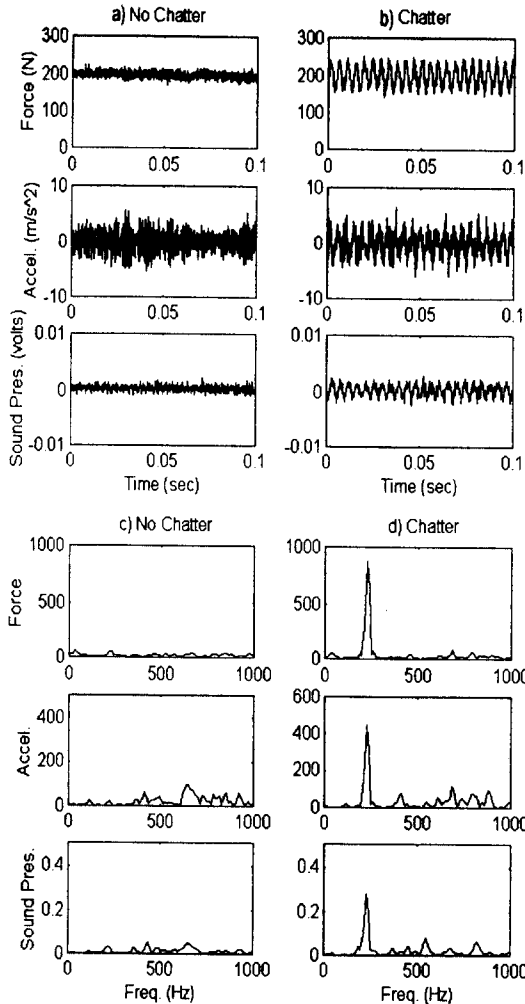 a) No Chatter
b) Chatter
Force (N)
300
200
100
0
0 0.05 0.1
300
200
100
0
0 0.05 0.1
Accel. (m/s^2)
10
0
-10
0 0.05 0.1
10
0
-10
0 0.05 0.1
Sound Pres. (volts)
0.01
0
-0.01
0 0.05 0.1
Time (sec)
0.01
0
-0.01
0 0.05 0.1
Time (sec)
c) No Chatter
d) Chatter
Force
1000
500
0
0 500 1000
1000
500
0
0 500 1000
Accel.
400
200
0
0 500 1000
600
400
200
0
0 500 1000
Sound Pres.
0.4
0.2
0
0 500 1000
Freq. (Hz)
0.4
0.2
0
0 500 1000
Freq. (Hz)